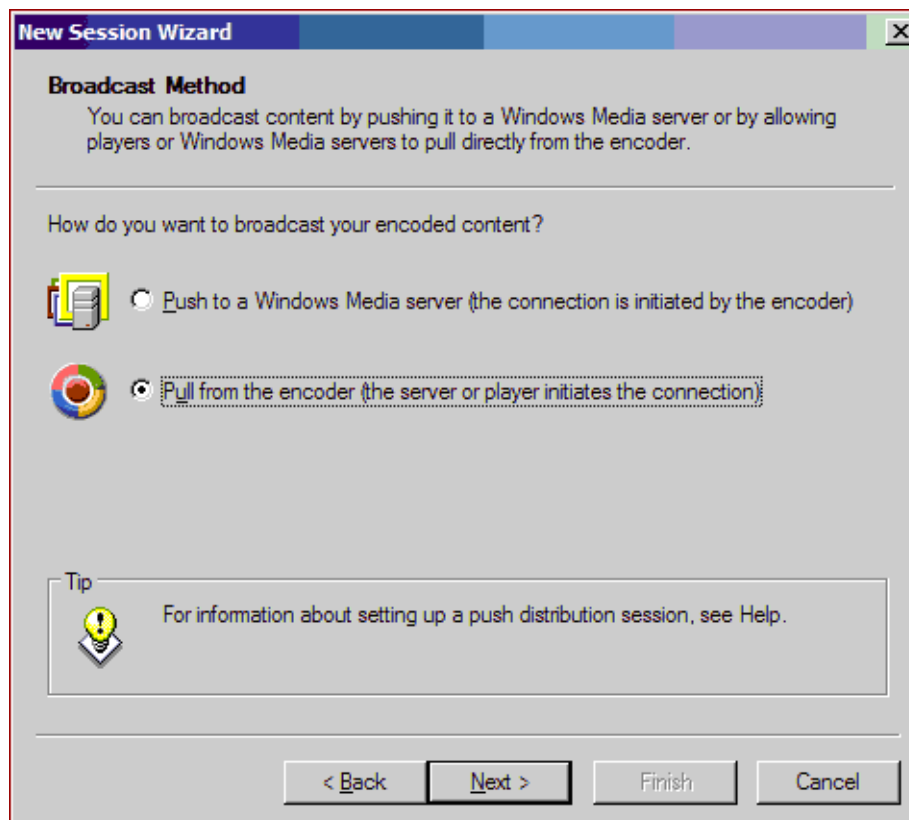 New Session Wizard
Broadcast Method
You can broadcast content by pushing it to a Windows Media server or by allowing
players or Windows Media servers to pull directly from the encoder.
How do you want to broadcast your encoded content?
Push to a Windows Media server (the connection is initiated by the encoder)
Pull from the encoder (the server or player initiates the connection)
Tip
For information about setting up a push distribution session, see Help.
< Back Next > Finish Cancel